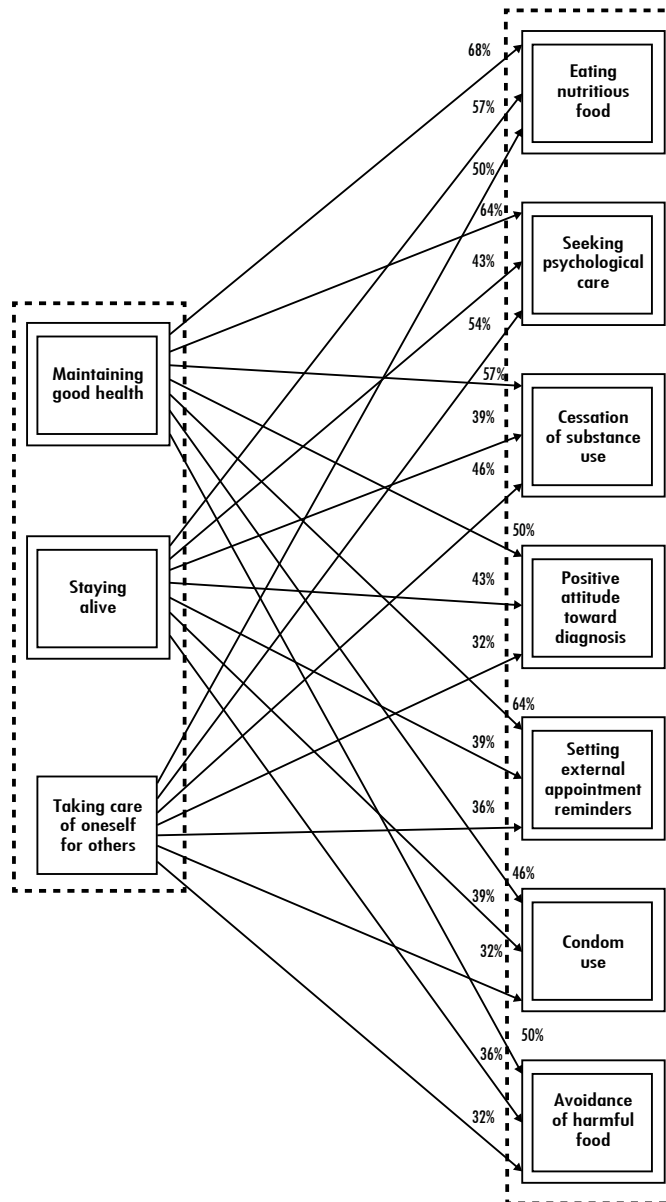 68%
Eating
nutritious
food
57%
50%
64%
Seeking
psychological
care
43%
54%
Maintaining
good health
57%
Cessation
of substance
use
39%
46%
50%
Staying
alive
43%
Positive
attitude
toward
diagnosis
32%
64%
39%
Setting
external
appointment
reminders
Taking care
of oneself
for others
36%
46%
39%
32%
Condom
use
50%
36%
Avoidance
of harmful
food
32%